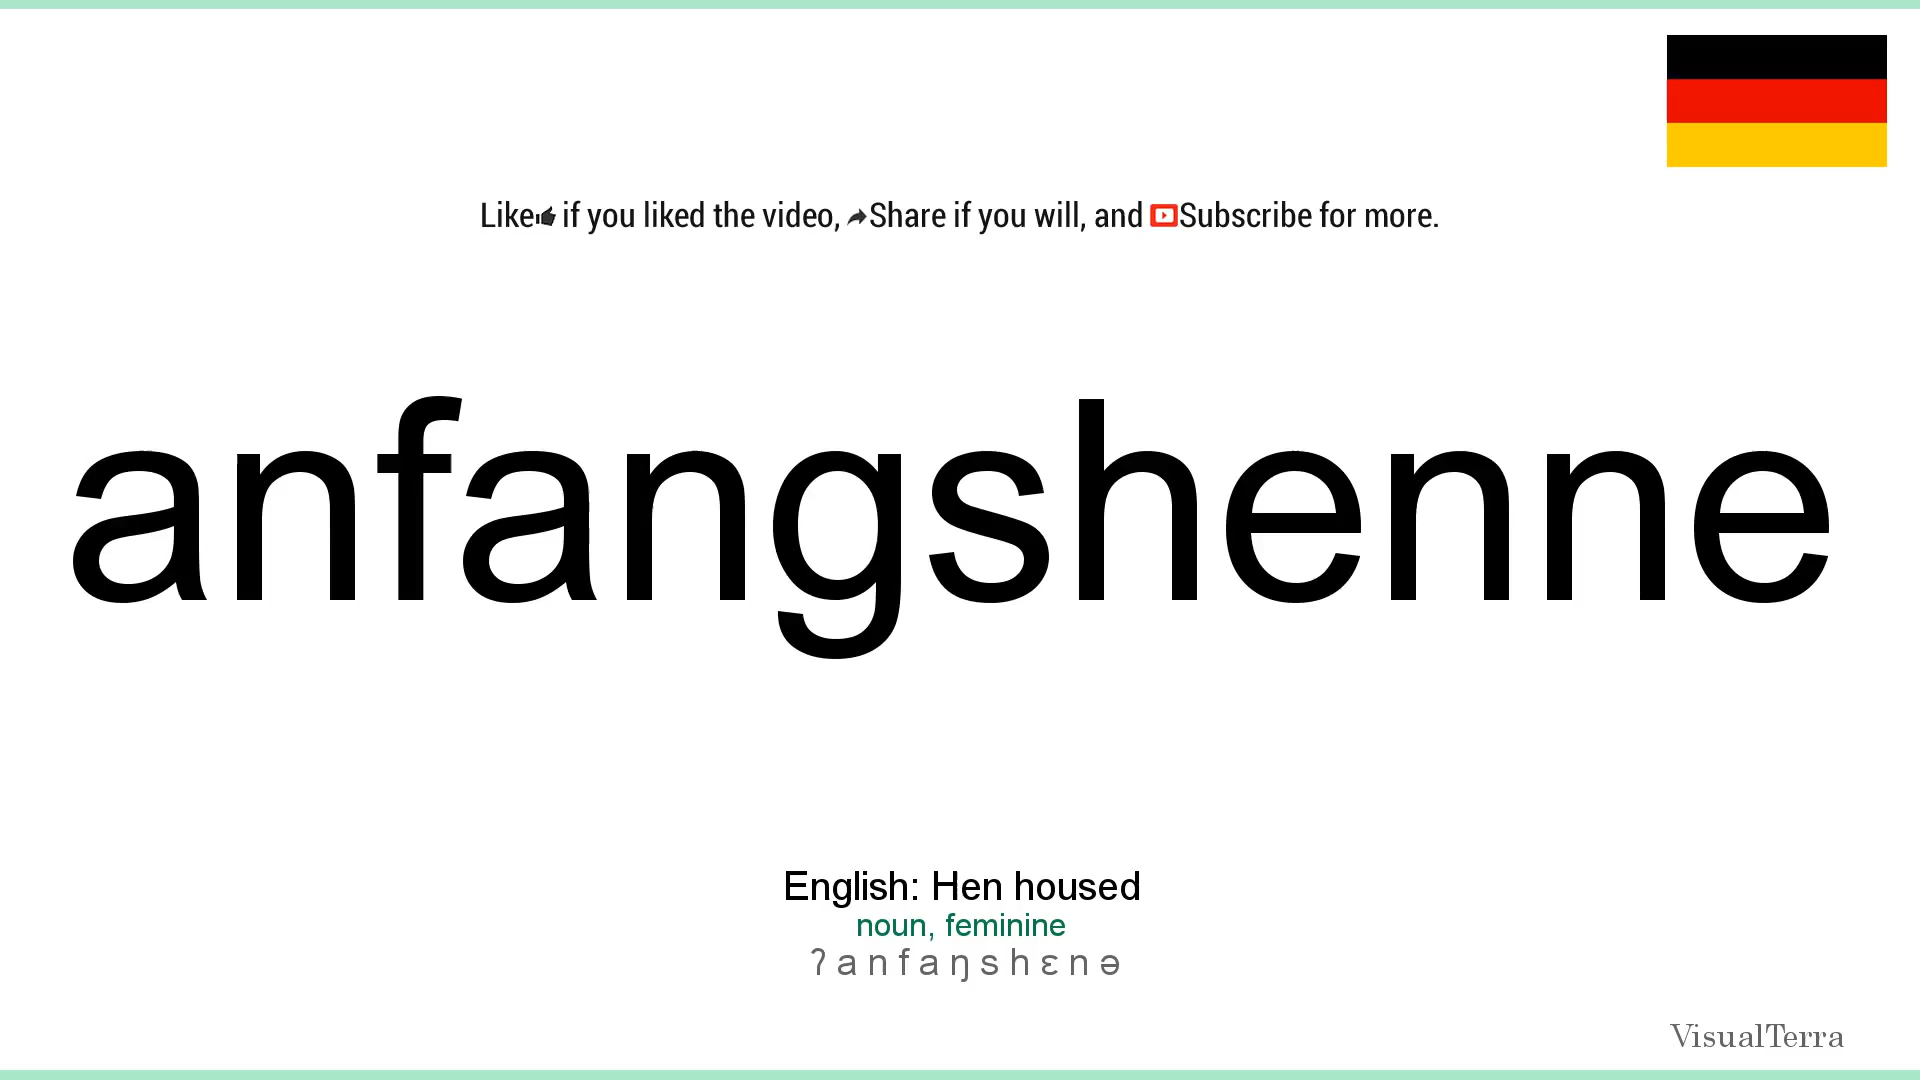 Like if you liked the video, Share if you will, and Subscribe for more.
anfangshenne
English: Hen housed
noun, feminine
ʔ a n f a ŋ s h ɛ n ə
VisualTerra